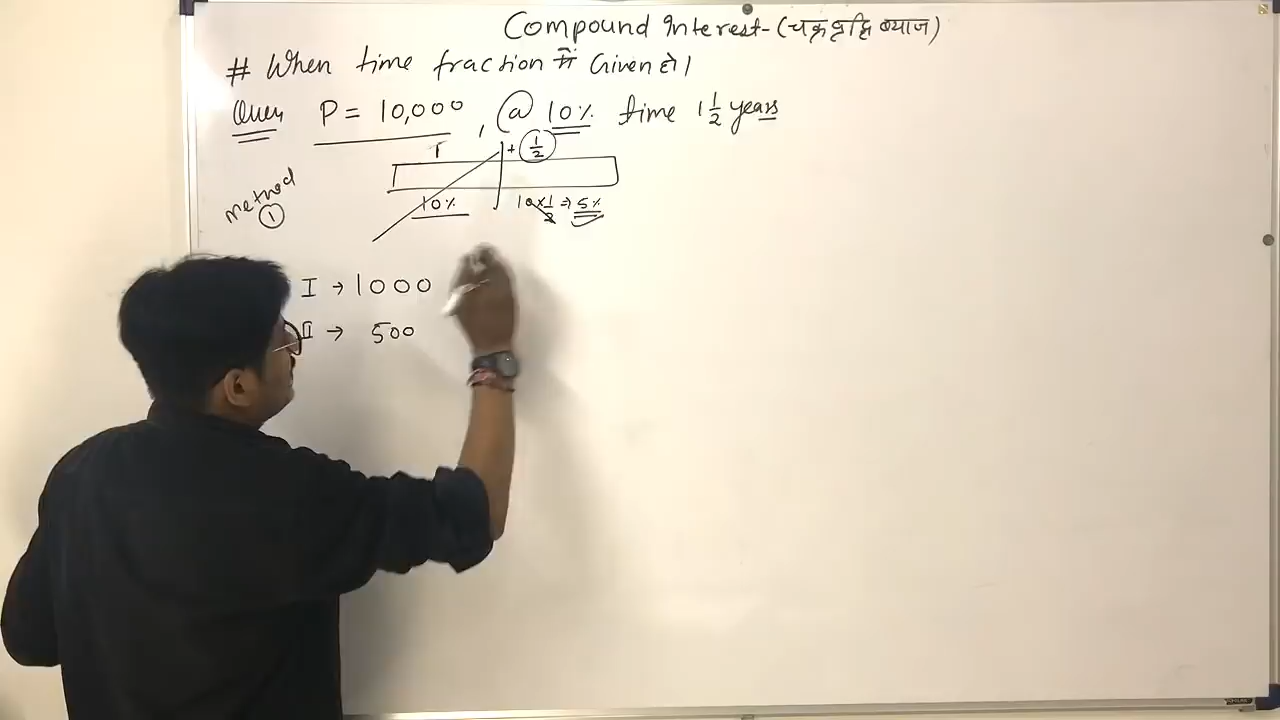 Compound Interest - (चक्रवृद्धि ब्याज)
# When time fraction में Given हो।
Ques P = 10,000 , @ 10% time 1 1/2 years
1 + 1/2
Method ①
10% 10×1/2 ⇒ 5%
I → 1000
II → 500